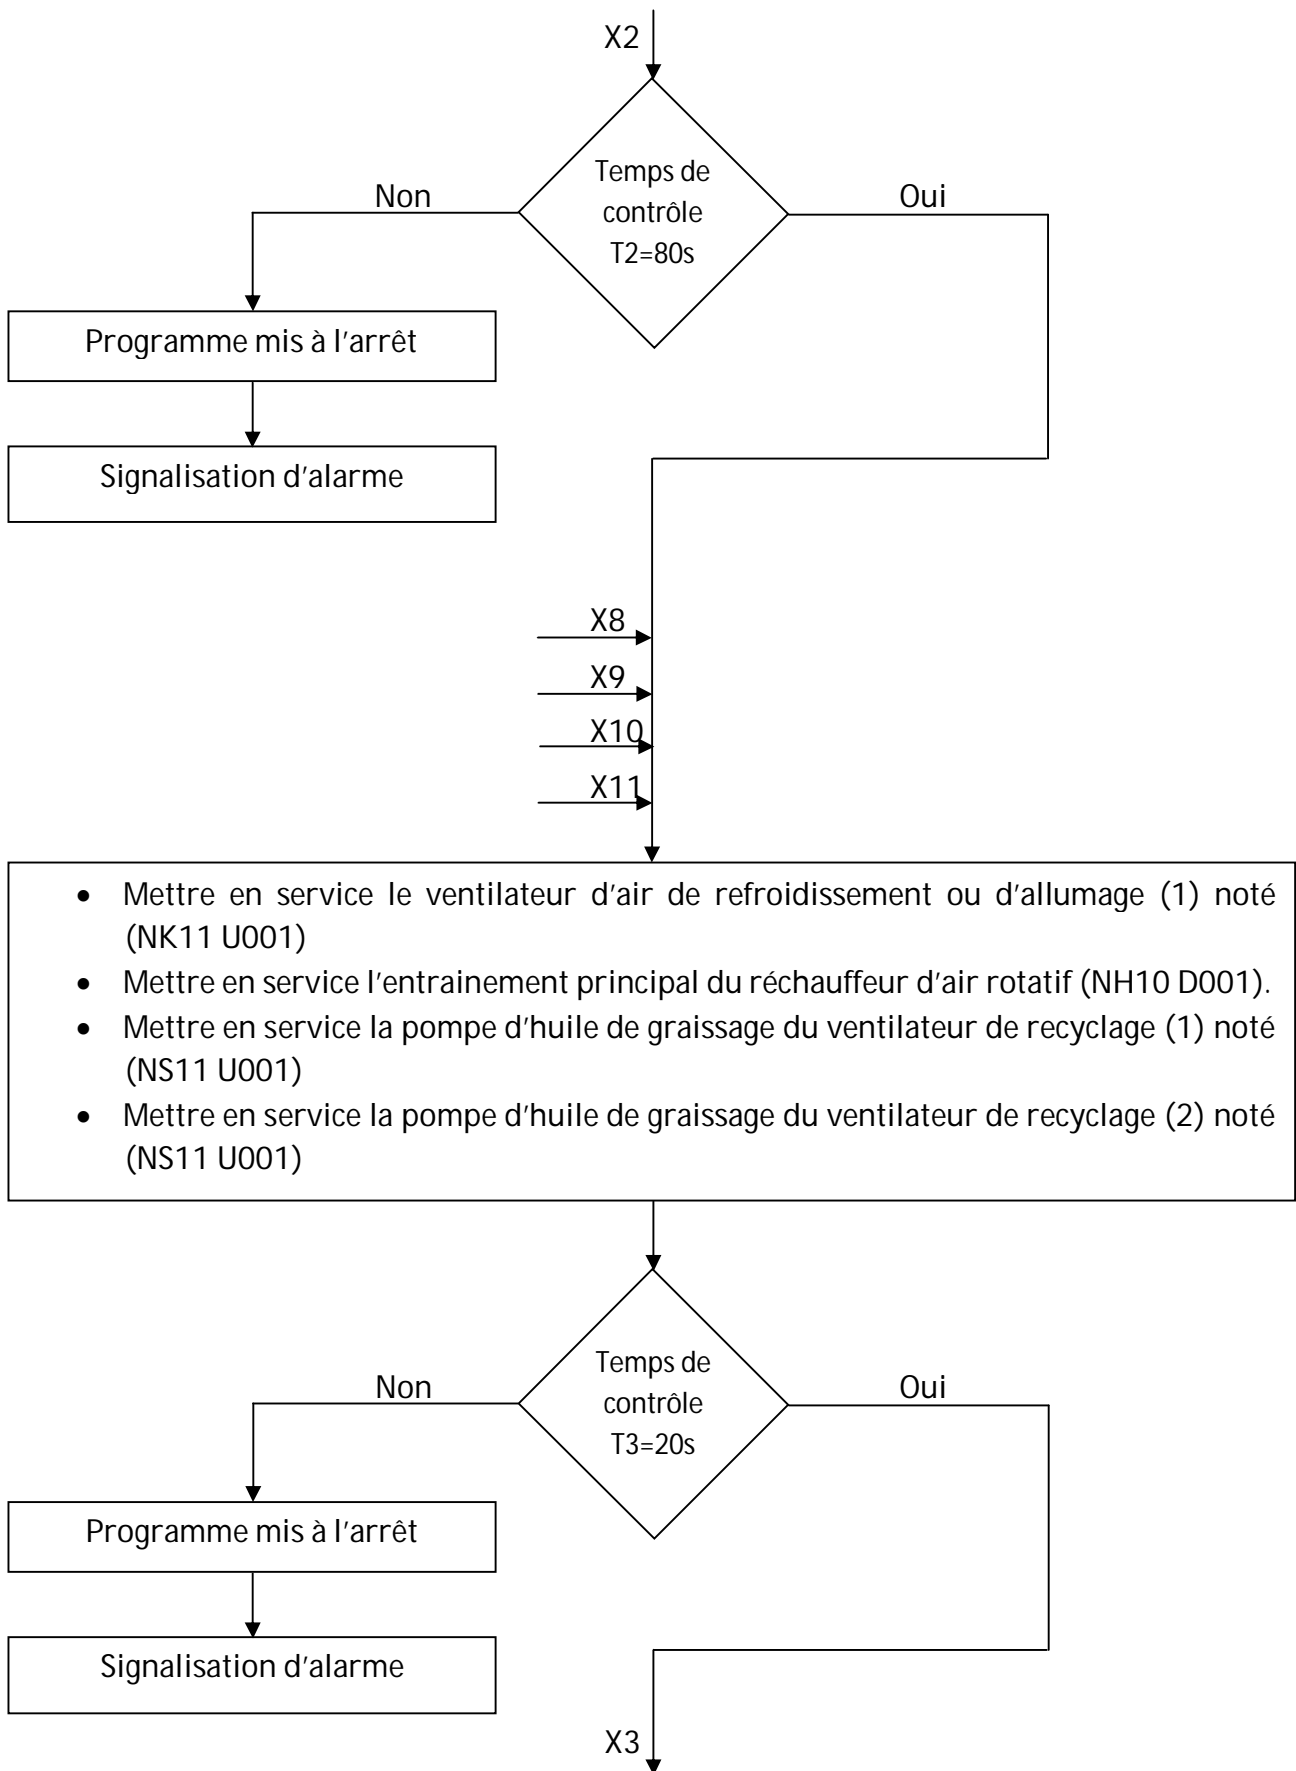 X2
Temps de
contrôle
T2=80s
Non
Oui
Programme mis à l'arrêt
Signalisation d'alarme
X8
X9
X10
X11
• Mettre en service le ventilateur d'air de refroidissement ou d'allumage (1) noté
(NK11 U001)
• Mettre en service l'entrainement principal du réchauffeur d'air rotatif (NH10 D001).
• Mettre en service la pompe d'huile de graissage du ventilateur de recyclage (1) noté
(NS11 U001)
• Mettre en service la pompe d'huile de graissage du ventilateur de recyclage (2) noté
(NS11 U001)
Temps de
contrôle
T3=20s
Non
Oui
Programme mis à l'arrêt
Signalisation d'alarme
X3